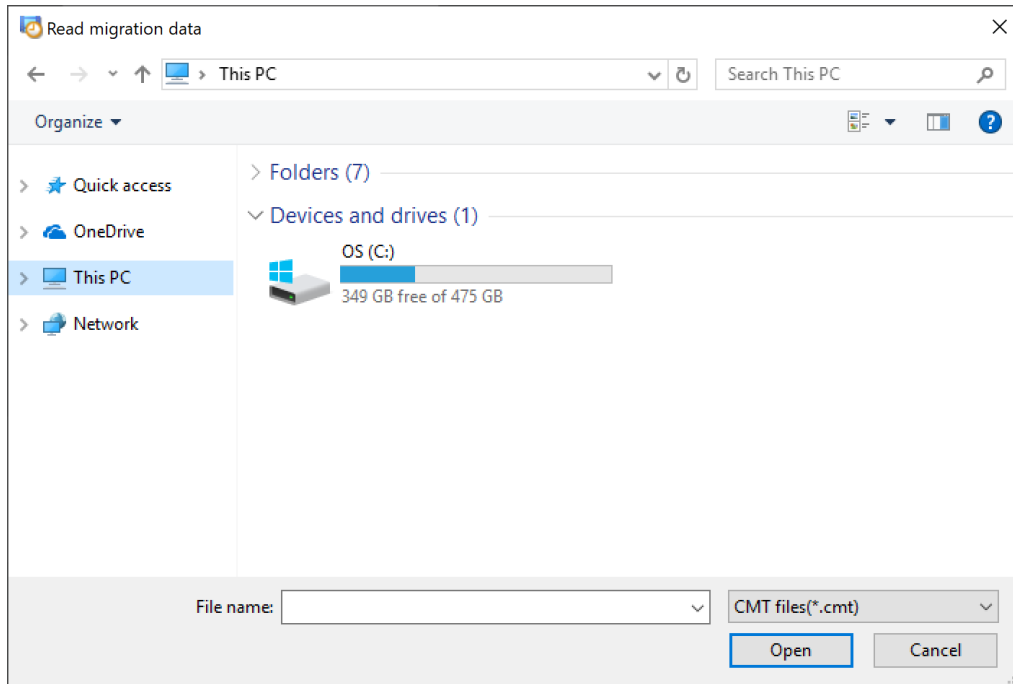 Read migration data
This PC
Search This PC
Organize
?
Quick access
OneDrive
This PC
Network
Folders (7)
Devices and drives (1)
OS (C:)
349 GB free of 475 GB
File name:
CMT files(*.cmt)
Open
Cancel